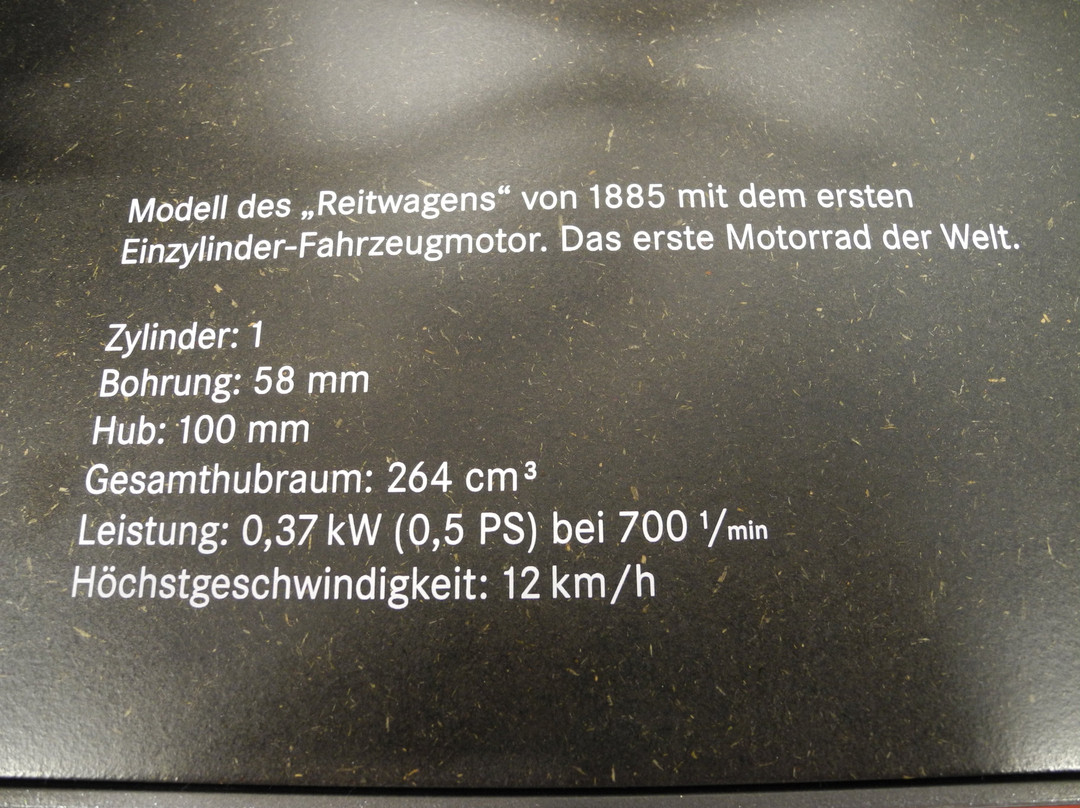 Modell des „Reitwagens“ von 1885 mit dem ersten
Einzylinder-Fahrzeugmotor. Das erste Motorrad der Welt.
Zylinder: 1
Bohrung: 58 mm
Hub: 100 mm
Gesamthubraum: 264 cm³
Leistung: 0,37 kW (0,5 PS) bei 700 ¹/min
Höchstgeschwindigkeit: 12 km/h